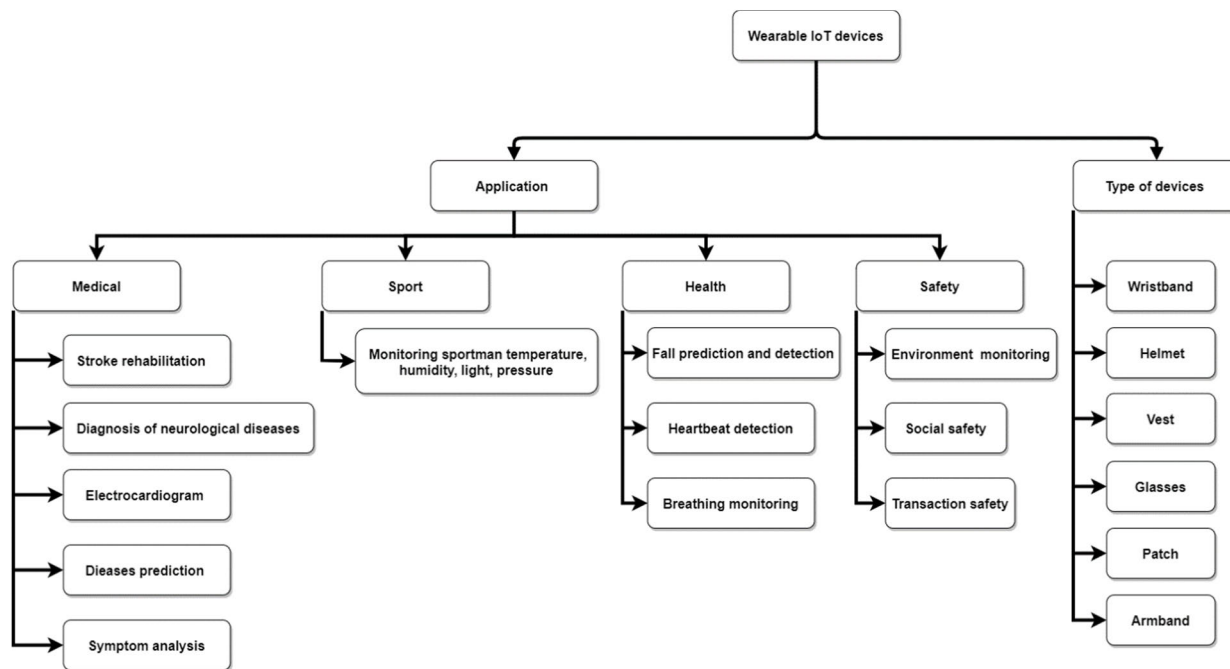 Wearable IoT devices
Application
Type of devices
Medical
Sport
Health
Safety
Stroke rehabilitation
Diagnosis of neurological diseases
Electrocardiogram
Dieases prediction
Symptom analysis
Monitoring sportman temperature,
humidity, light, pressure
Fall prediction and detection
Heartbeat detection
Breathing monitoring
Environment monitoring
Social safety
Transaction safety
Wristband
Helmet
Vest
Glasses
Patch
Armband